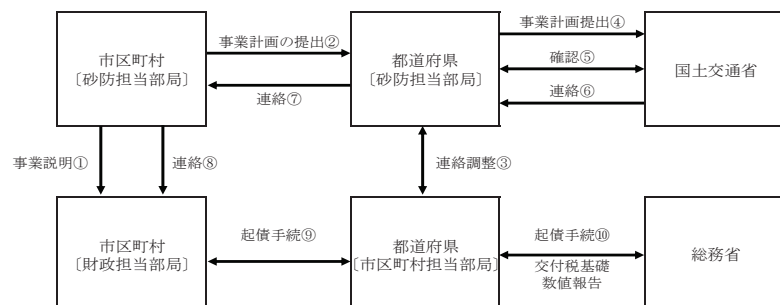 市区町村
〔砂防担当部局〕
事業計画の提出②
連絡⑦
都道府県
〔砂防担当部局〕
事業計画提出④
確認⑤
連絡⑥
国土交通省
事業説明①
連絡⑧
連絡調整③
市区町村
〔財政担当部局〕
起債手続⑨
都道府県
〔市区町村担当部局〕
起債手続⑩
交付税基礎
数値報告
総務省